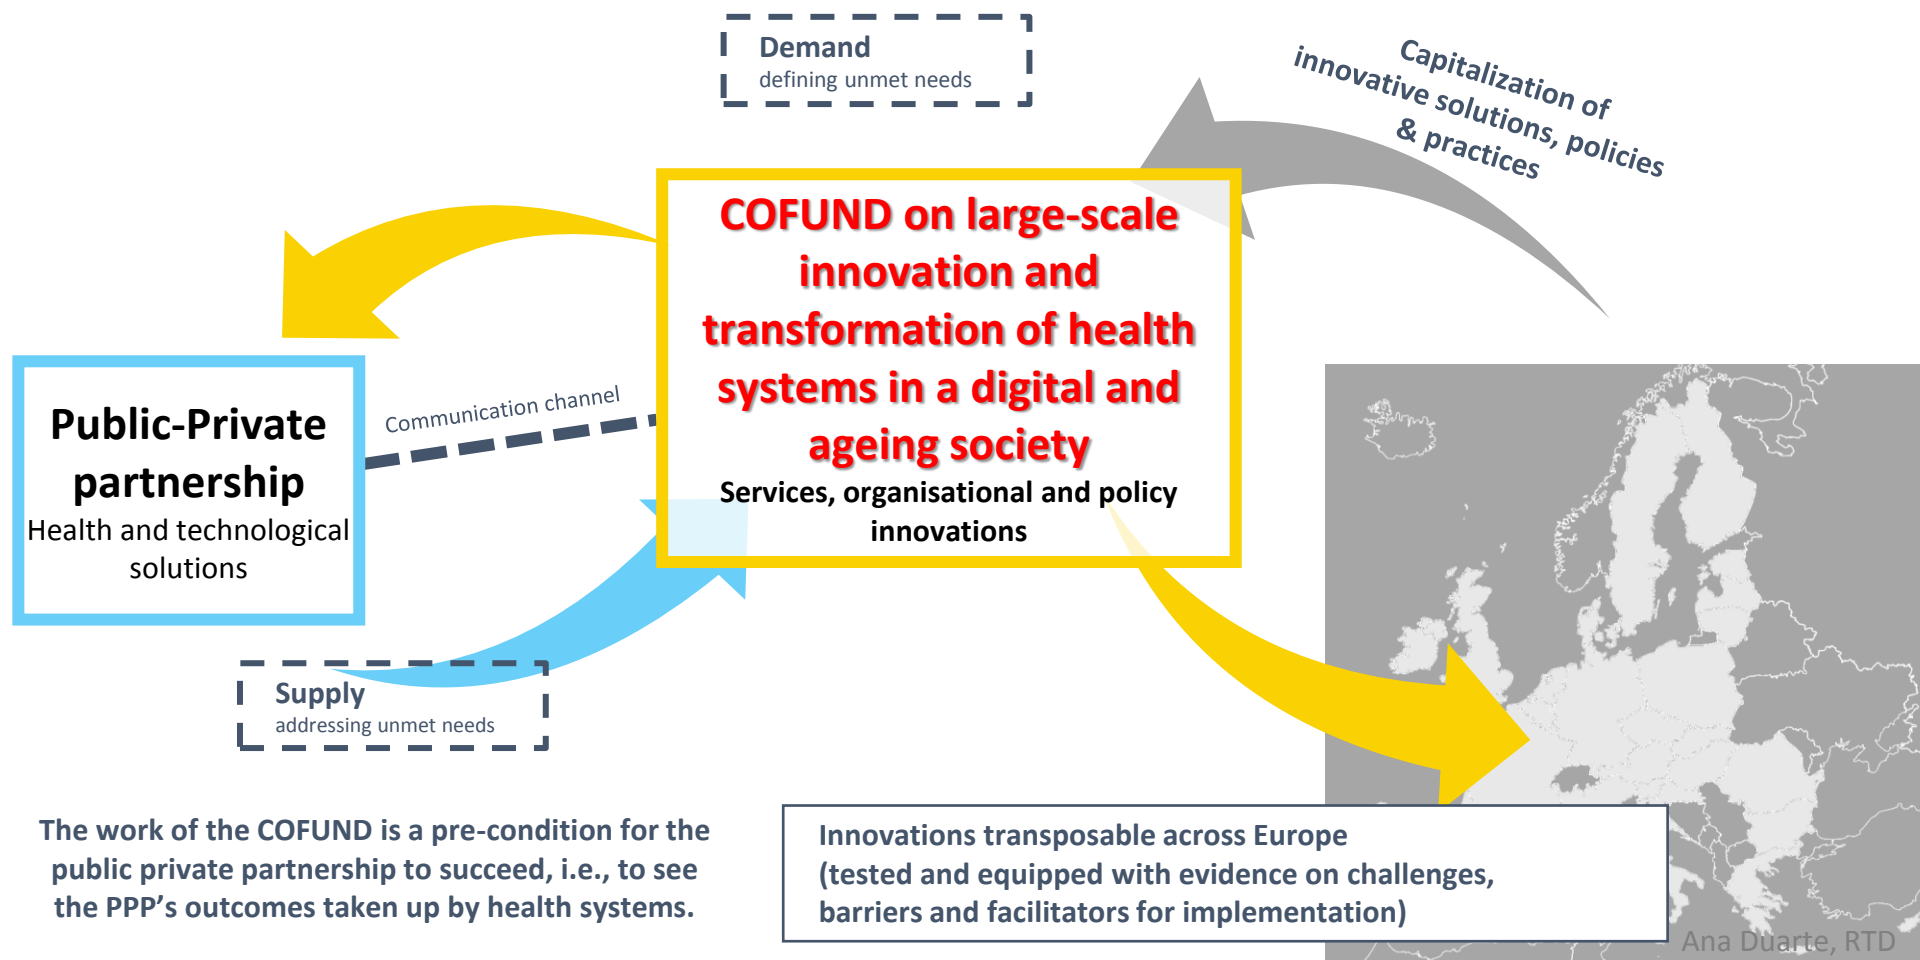 Demand
defining unmet needs
Capitalization of
innovative solutions, policies
& practices
COFUND on large-scale
innovation and
transformation of health
systems in a digital and
ageing society
Services, organisational and policy
innovations
Communication channel
Public-Private
partnership
Health and technological
solutions
Supply
addressing unmet needs
The work of the COFUND is a pre-condition for the
public private partnership to succeed, i.e., to see
the PPP's outcomes taken up by health systems.
Innovations transposable across Europe
(tested and equipped with evidence on challenges,
barriers and facilitators for implementation)
Ana Duarte, RTD